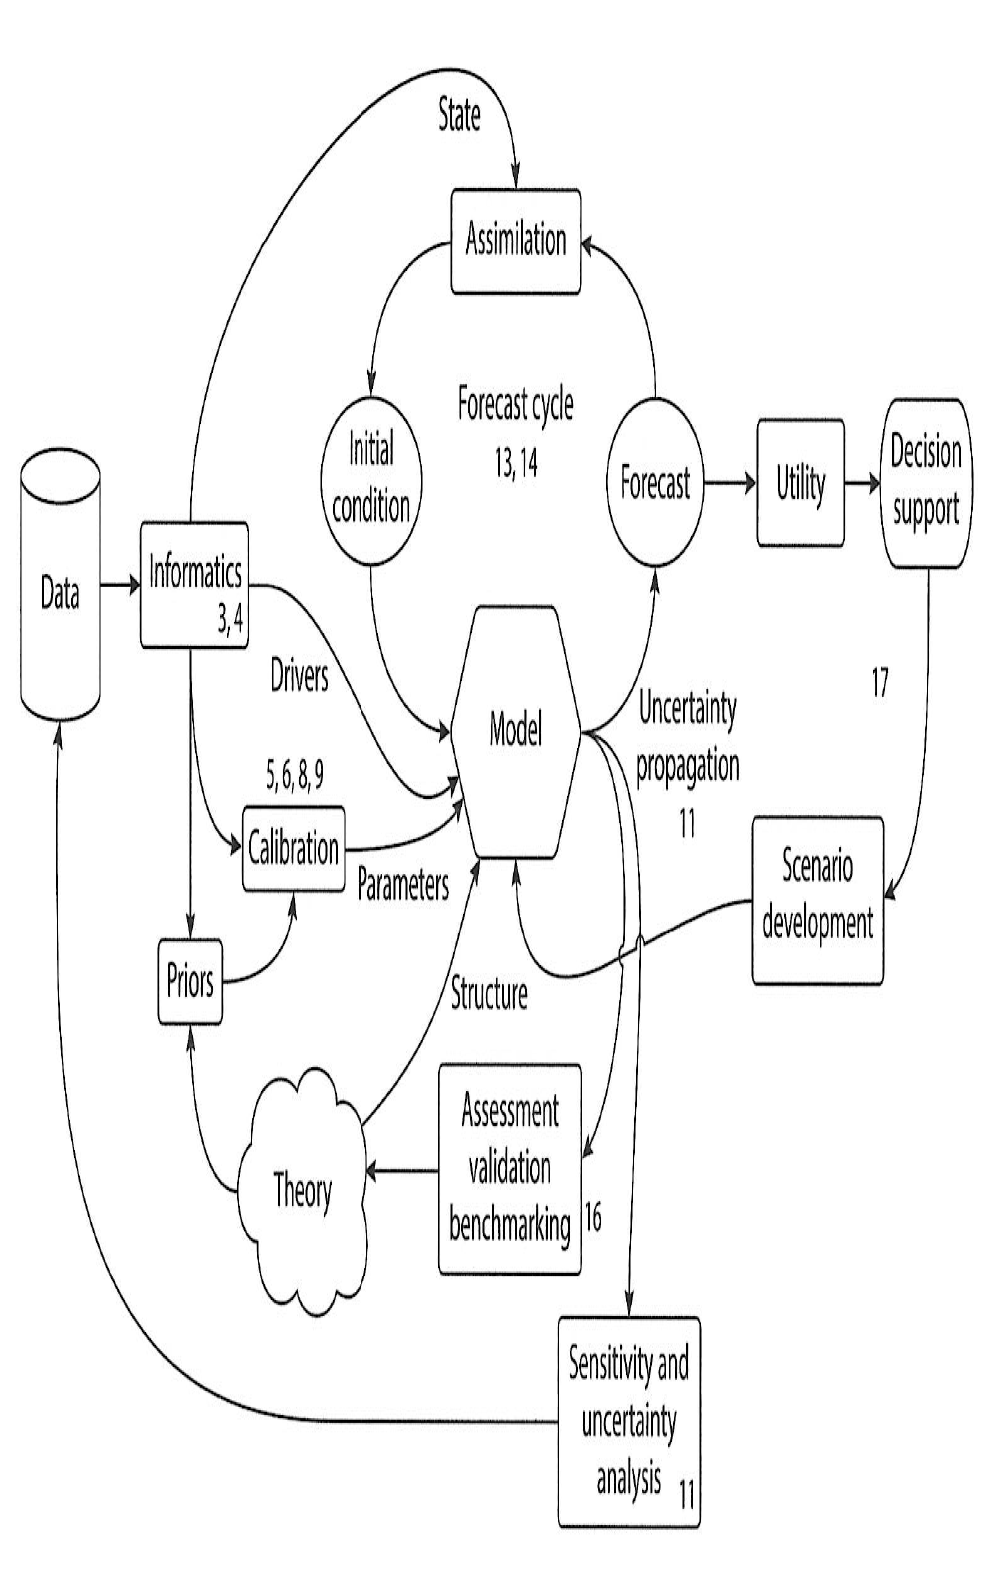 State
Assimilation
Forecast cycle
13, 14
Initial
condition
Forecast
Utility
Decision
support
Data
Informatics
3, 4
Drivers
Model
Uncertainty
propagation
11
17
5, 6, 8, 9
Calibration
Parameters
Scenario
development
Priors
Structure
Theory
Assessment
validation
benchmarking
16
Sensitivity and
uncertainty
analysis
11